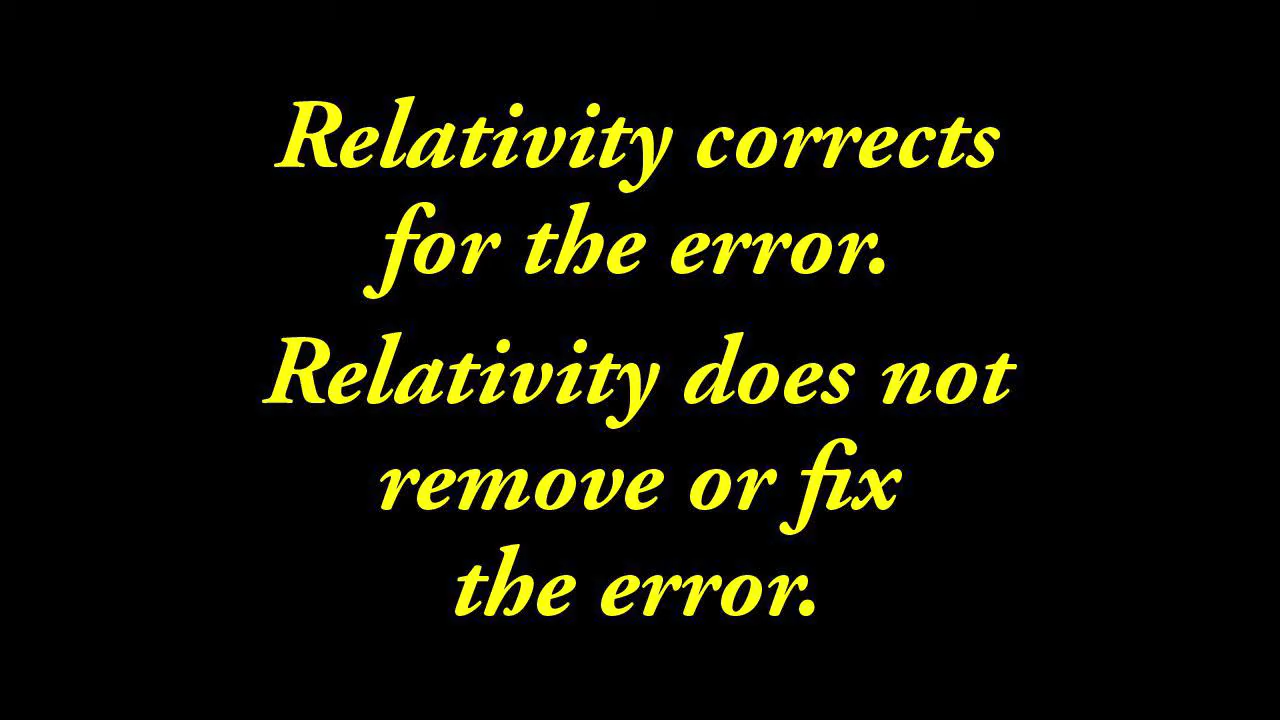 Relativity corrects
for the error.
Relativity does not
remove or fix
the error.